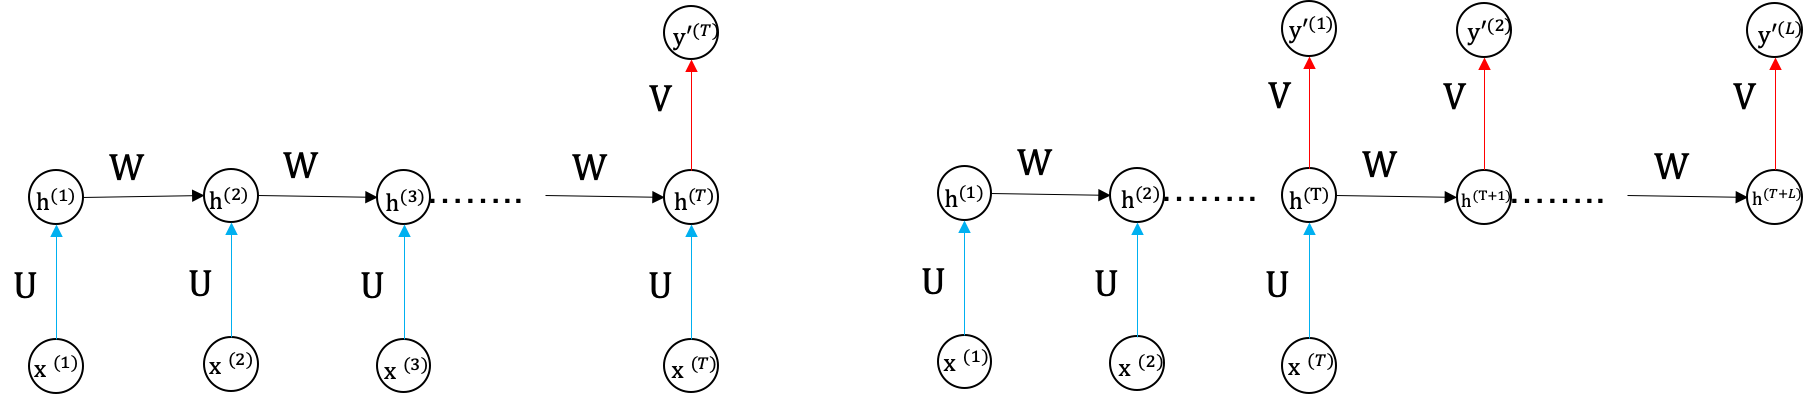 y′(T)
V
W W W
h(1) h(2) h(3) ........ h(T)
U U U U
x (1) x (2) x (3) x (T)
y′(1) y′(2) y′(L)
V V V
W W W
h(1) h(2) ........ h(T) h(T+1) ........ h(T+L)
U U U
x (1) x (2) x (T)